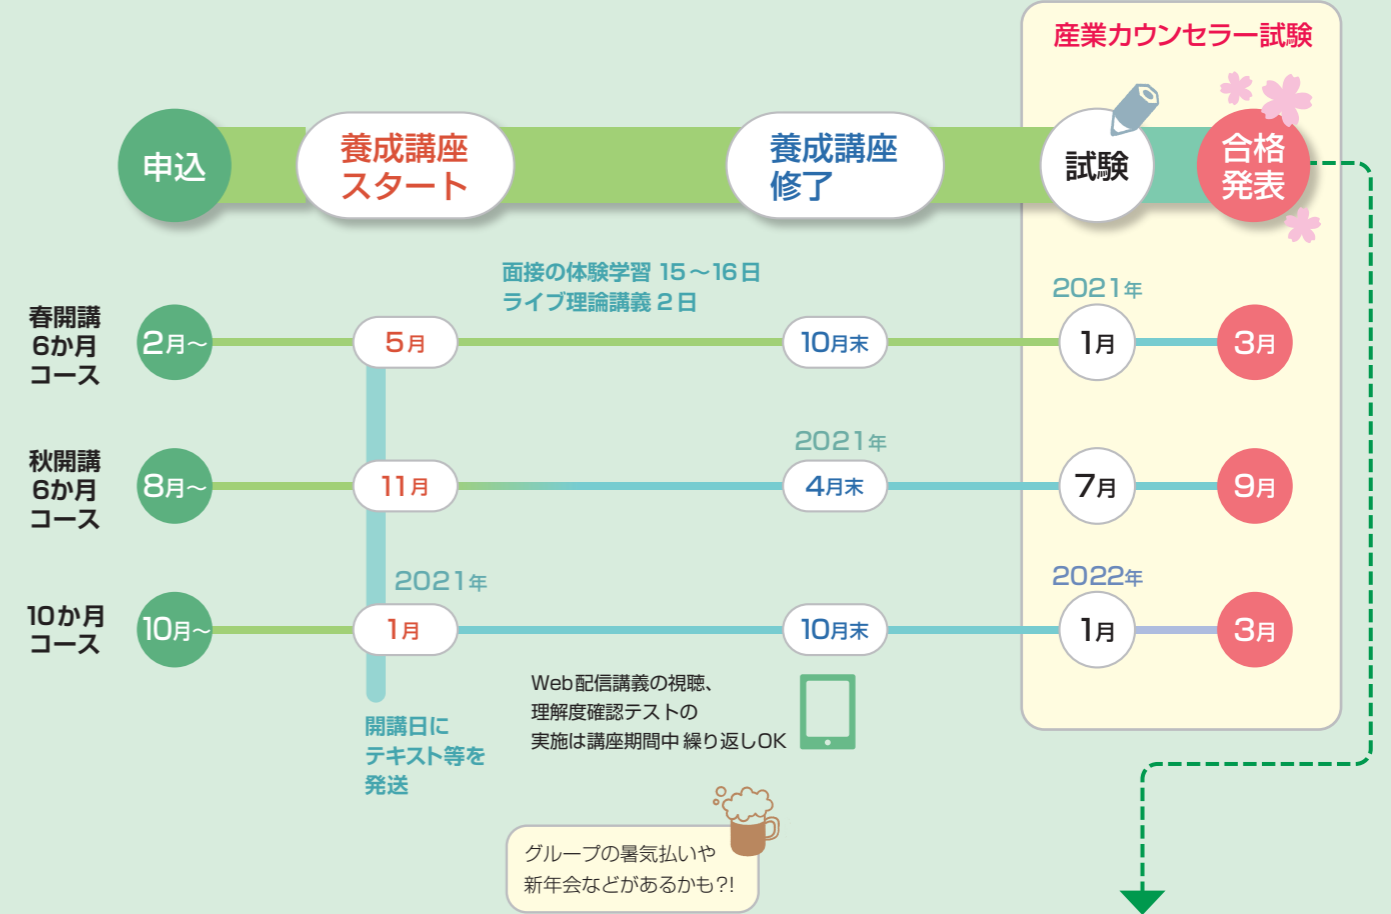 産業カウンセラー試験
申込
養成講座
スタート
養成講座
修了
試験
合格
発表
面接の体験学習 15～16日
ライブ理論講義 2日
春開講
6か月
コース
2月～
5月
10月末
2021年
1月
3月
秋開講
6か月
コース
8月～
11月
2021年
4月末
7月
9月
10か月
コース
10月～
2021年
1月
10月末
2022年
1月
3月
開講日に
テキスト等を
発送
Web配信講義の視聴、
理解度確認テストの
実施は講座期間中 繰り返しOK
グループの暑気払いや
新年会などがあるかも?!